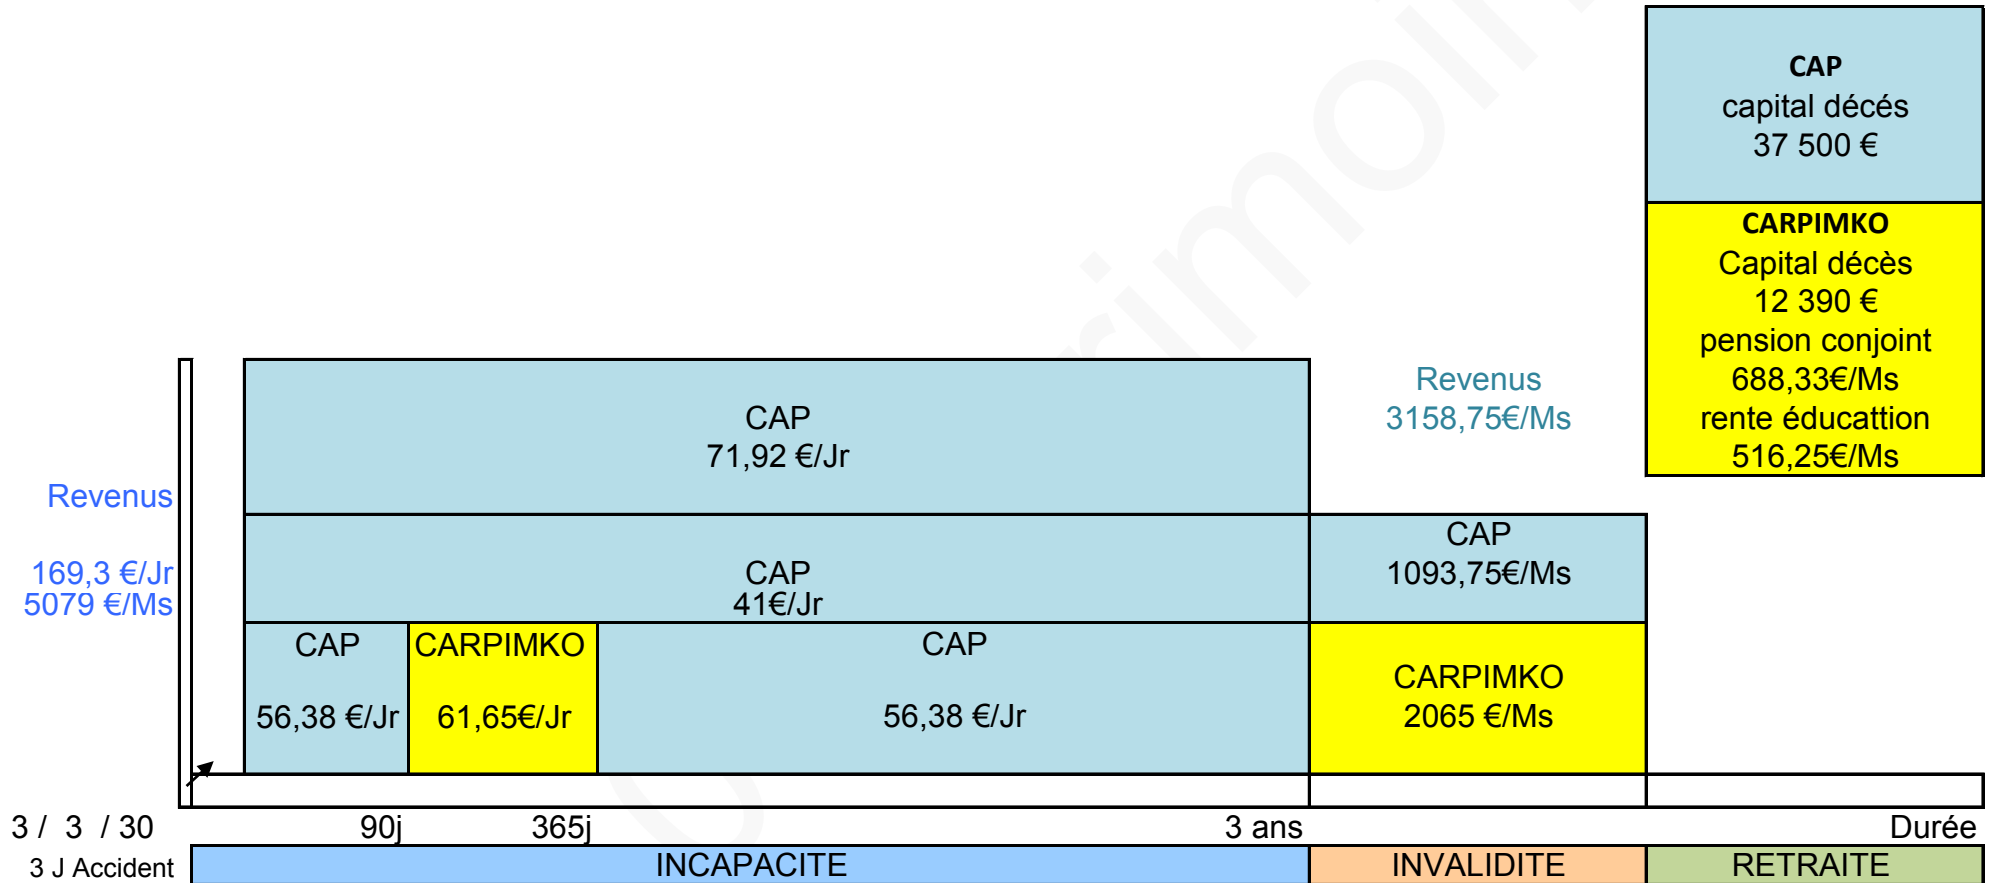 CAP
capital décés
37 500 €
CARPIMKO
Capital décès
12 390 €
pension conjoint
688,33€/Ms
rente éducattion
516,25€/Ms
Revenus
3158,75€/Ms
CAP
71,92 €/Jr
Revenus
169,3 €/Jr
5079 €/Ms
CAP
41€/Jr
CAP
1093,75€/Ms
CAP
56,38 €/Jr
CARPIMKO
61,65€/Jr
CAP
56,38 €/Jr
CARPIMKO
2065 €/Ms
3 / 3 / 30 90j 365j 3 ans Durée
3 J Accident INCAPACITE INVALIDITE RETRAITE